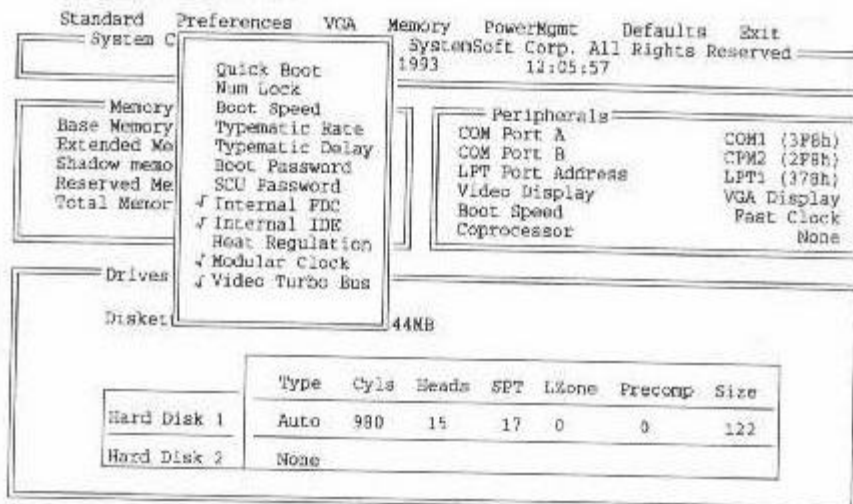 Standard Preferences VGA Memory PowerMgmt Defaults Exit
System C
SystemSoft Corp. All Rights Reserved
1993 12:05:57
Quick Boot
Num Lock
Boot Speed
Typematic Rate
Typematic Delay
Boot Password
SCU Password
√ Internal FDC
√ Internal IDE
Heat Regulation
√ Modular Clock
√ Video Turbo Bus
Memory
Base Memory
Extended Me
Shadow memo
Reserved Me
Total Memor
Peripherals
COM Port A COM1 (3F8h)
COM Port B CPM2 (2F8h)
LPT Port Address LPT1 (378h)
Video Display VGA Display
Boot Speed Fast Clock
Coprocessor None
Drives
Diskett 44MB
Type Cyls Heads SPT LZone Precomp Size
Hard Disk 1 Auto 980 15 17 0 0 122
Hard Disk 2 None